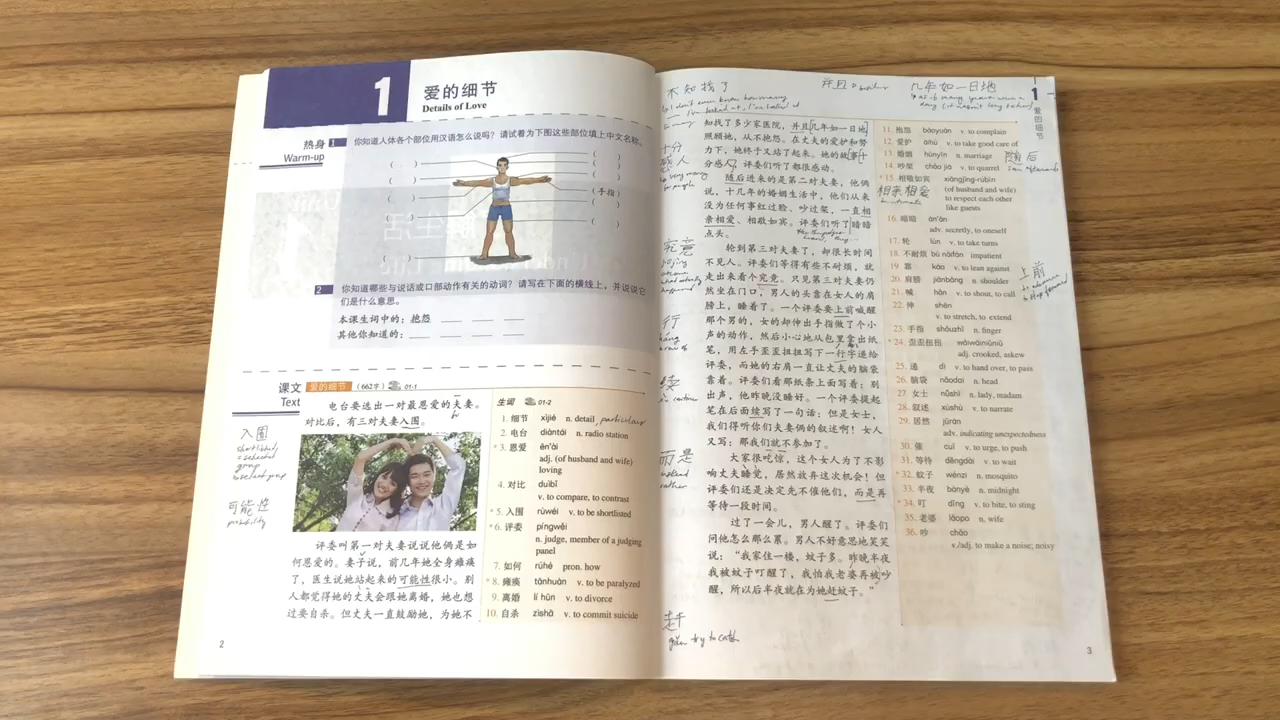 1
爱的细节
Details of Love
热身
Warm-up
1 你知道人体各个部位用汉语怎么说吗？请试着为下图这些部位填上中文名称。
（手指）
2 你知道哪些与说话或口部动作有关的动词？请写在下面的横线上，并说说它
们是什么意思。
本课生词中的：抱怨
其他你知道的：
课文
Text
爱的细节 （662字） 01-1
电台要选出一对最恩爱的夫妻。
对比后，有三对夫妻入围。
入围
group
可能性
评委叫第一对夫妻说说他俩是如
何恩爱的。妻子说，前几年她全身瘫痪
了，医生说她站起来的可能性很小。别
人都觉得她的丈夫会跟她离婚，她也想
过要自杀。但丈夫一直鼓励她，为她不
生词 01-2
1. 细节 xìjié n. detail, particular
2. 电台 diàntái n. radio station
*3. 恩爱 ēn'ài
adj. (of husband and wife)
loving
4. 对比 duìbǐ
v. to compare, to contrast
*5. 入围 rùwéi v. to be shortlisted
*6. 评委 píngwěi
n. judge, member of a judging
panel
7. 如何 rúhé pron. how
*8. 瘫痪 tānhuàn v. to be paralyzed
9. 离婚 lí hūn v. to divorce
10. 自杀 zìshā v. to commit suicide
2
不知找了
并且
几年如一日地
十分
感人
究竟
行
续
而是
rather
赶
try to catch
知找了多少家医院，并且几年如一日地
照顾她，从不抱怨。在丈夫的爱护和努
力下，她终于又站了起来。她的故事十
分感人，评委们听了都很感动。
随后进来的是第二对夫妻，他俩
说，十几年的婚姻生活中，他们从来
没为任何事红过脸、吵过架，一直相
亲相爱、相敬如宾。评委们听了暗暗
点头。
轮到第三对夫妻了，却很长时间
不见人。评委们等得有些不耐烦，就
走出来看个究竟。只见第三对夫妻仍
然坐在门口，男人的头靠在女人的肩
膀上，睡着了。一个评委要上前喊醒
那个男的，女的却伸出手指做了个小
声的动作，然后小心地从包里拿出纸
笔，用左手歪歪扭扭写下一行字递给
评委，而她的右肩一直让丈夫的脑袋
靠着。评委们看那纸条上面写着：别
出声，他昨晚没睡好。一个评委提起
笔在后面续写了一句话：但是女士，
我们得听你们夫妻俩的叙述啊！女人
又写：那我们就不参加了。
大家很吃惊，这个女人为了不影
响丈夫睡觉，居然放弃这次机会！但
评委们还是决定先不催他们，而是再
等待一段时间。
过了一会儿，男人醒了。评委们
问他怎么那么累。男人不好意思地笑笑
说：“我家住一楼，蚊子多。昨晚半夜
我被蚊子叮醒了，我怕我老婆再被吵
醒，所以后半夜就在为她赶蚊子。”
11. 抱怨 bàoyuàn v. to complain
12. 爱护 àihù v. to take good care of
13. 婚姻 hūnyīn n. marriage
14. 吵架 chǎo jià v. to quarrel
*15. 相敬如宾 xiāngjìng-rúbīn
(of husband and wife)
to respect each other
like guests
16. 暗暗 àn'àn
adv. secretly, to oneself
17. 轮 lún v. to take turns
18. 不耐烦 bú nàifán impatient
19. 靠 kào v. to lean against
20. 肩膀 jiānbǎng n. shoulder
21. 喊 hǎn v. to shout, to call
22. 伸 shēn
v. to stretch, to extend
23. 手指 shǒuzhǐ n. finger
*24. 歪歪扭扭 wāiwāiniǔniǔ
adj. crooked, askew
25. 递 dì v. to hand over, to pass
26. 脑袋 nǎodai n. head
27. 女士 nǚshì n. lady, madam
28. 叙述 xùshù v. to narrate
29. 居然 jūrán
adv. indicating unexpectedness
30. 催 cuī v. to urge, to push
31. 等待 děngdài v. to wait
*32. 蚊子 wénzi n. mosquito
33. 半夜 bànyè n. midnight
*34. 叮 dīng v. to bite, to sting
35. 老婆 lǎopo n. wife
36. 吵 chǎo
v./adj. to make a noise; noisy
随后
相亲相爱
上前
to step forward
1
爱的细节
3